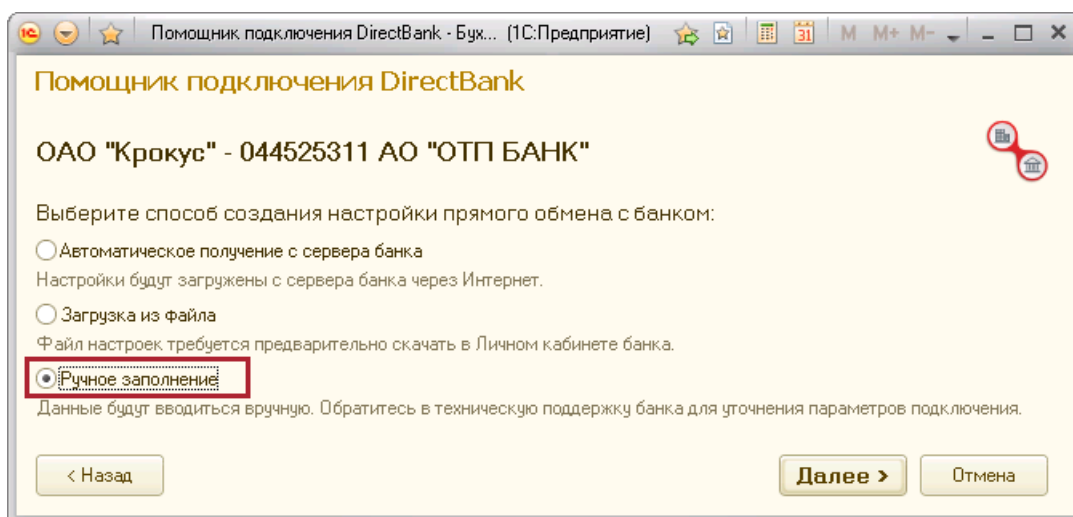 Помощник подключения DirectBank - Бух... (1С:Предприятие) 31 M M+ M-
Помощник подключения DirectBank
ОАО "Крокус" - 044525311 АО "ОТП БАНК"
Выберите способ создания настройки прямого обмена с банком:
Автоматическое получение с сервера банка
Настройки будут загружены с сервера банка через Интернет.
Загрузка из файла
Файл настроек требуется предварительно скачать в Личном кабинете банка.
Ручное заполнение
Данные будут вводиться вручную. Обратитесь в техническую поддержку банка для уточнения параметров подключения.
< Назад Далее > Отмена